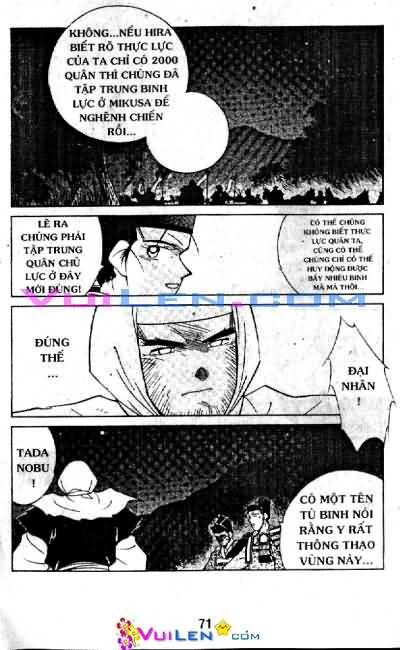 KHÔNG...NẾU HIRA
BIẾT RÕ THỰC LỰC
CỦA TA CHỈ CÓ 2000
QUÂN THÌ CHÚNG ĐÃ
TẬP TRUNG BINH
LỰC Ở MIKUSA ĐỂ
NGHÊNH CHIẾN
RỒI...
CÓ THỂ CHÚNG
KHÔNG BIẾT THỰC
LỰC QUÂN TA,
CŨNG CÓ THỂ
CHÚNG CHỈ CÓ THỂ
HUY ĐỘNG ĐƯỢC
BẤY NHIÊU BINH
MÃ MÀ THÔI...
LẼ RA
CHÚNG PHẢI
TẬP TRUNG
QUÂN CHỦ
LỰC Ở ĐÂY
MỚI ĐÚNG!
VuiLen.com
ĐẠI
NHÂN
!
ĐÚNG
THẾ
...
TADA
NOBU
!
CÓ MỘT TÊN
TÙ BINH NÓI
RẰNG Y RẤT
THÔNG THẠO
VÙNG NÀY...
71
VuiLen.com